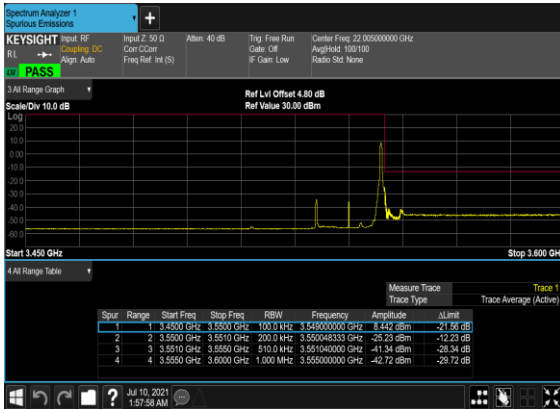 Spectrum Analyzer 1
Spurious Emissions
KEYSIGHT Input: RF Input Z: 50 Ω Atten: 40 dB Trig: Free Run Center Freq: 22.005000000 GHz
RL Coupling: DC Corr CCorr Gate: Off Avg|Hold: 100/100
Align: Auto Freq Ref: Int (S) IF Gain: Low Radio Std: None
LXI PASS
3 All Range Graph
Ref Lvl Offset 4.80 dB
Scale/Div 10.0 dB Ref Value 30.00 dBm
Log
20.0
10.0
0.00
-10.0
-20.0
-30.0
-40.0
-50.0
-60.0
Start 3.450 GHz Stop 3.600 GH
4 All Range Table
Measure Trace Trace 1
Trace Type Trace Average (Active)
Spur Range Start Freq Stop Freq RBW Frequency Amplitude ΔLimit
1 1 3.4500 GHz 3.5500 GHz 100.0 kHz 3.549000000 GHz 8.442 dBm -21.56 dB
2 2 3.5500 GHz 3.5510 GHz 200.0 kHz 3.550048333 GHz -25.23 dBm -12.23 dB
3 3 3.5510 GHz 3.5550 GHz 510.0 kHz 3.551040000 GHz -41.34 dBm -28.34 dB
4 4 3.5550 GHz 3.6000 GHz 1.000 MHz 3.555000000 GHz -42.72 dBm -29.72 dB
Jul 10, 2021
1:57:58 AM